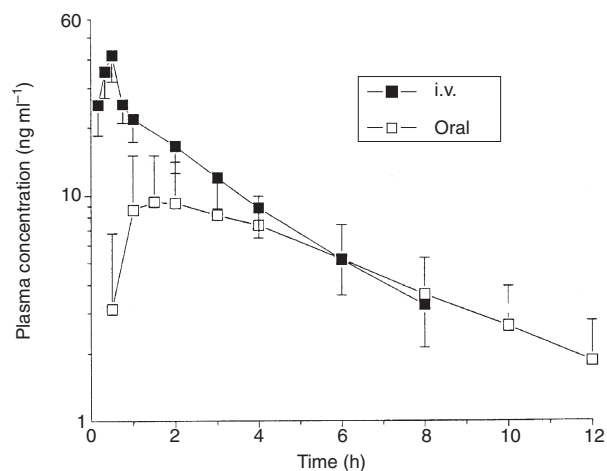 60
10
1
Plasma concentration (ng ml⁻¹)
i.v.
Oral
0 2 4 6 8 10 12
Time (h)